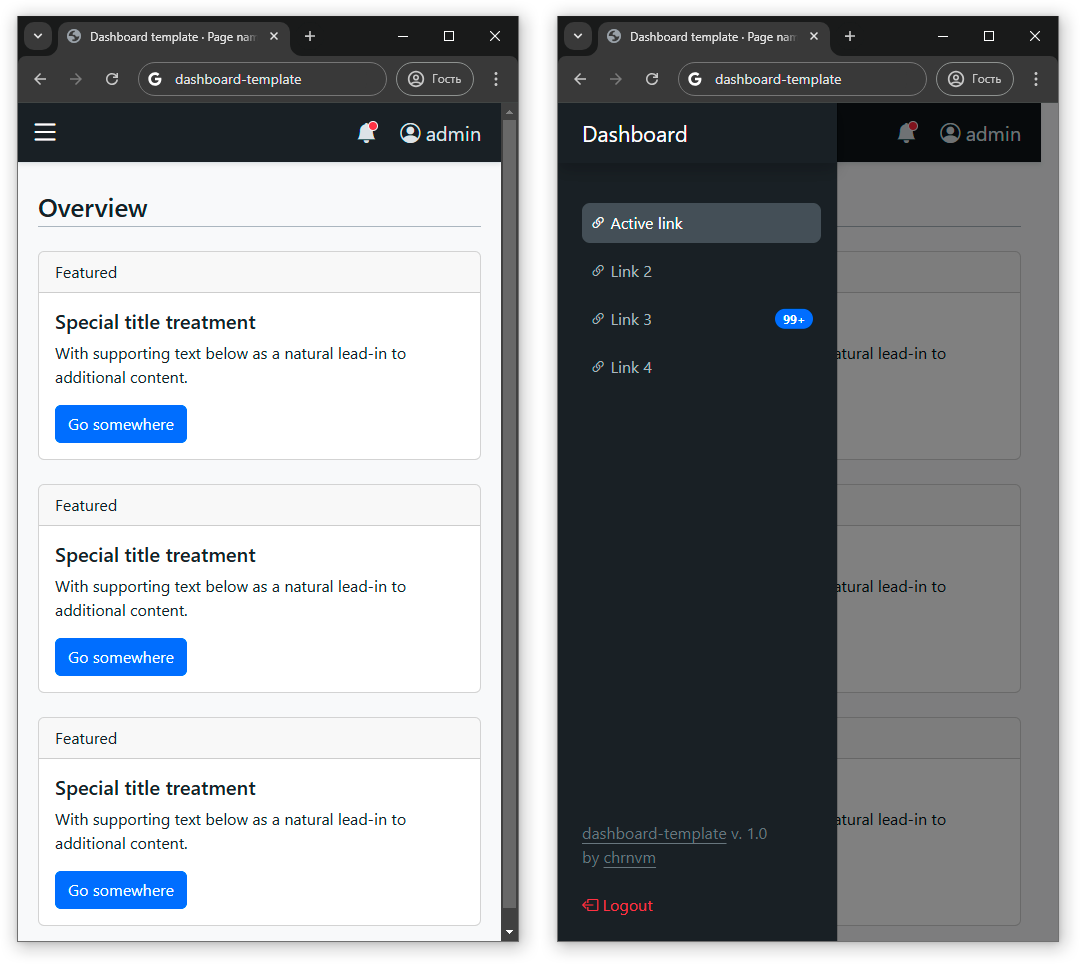 Dashboard template · Page nam
dashboard-template
Гость
admin
Overview
Featured
Special title treatment
With supporting text below as a natural lead-in to
additional content.
Go somewhere
Featured
Special title treatment
With supporting text below as a natural lead-in to
additional content.
Go somewhere
Featured
Special title treatment
With supporting text below as a natural lead-in to
additional content.
Go somewhere
Dashboard template · Page nam
dashboard-template
Гость
Dashboard
admin
Active link
Link 2
Link 3
99+
Link 4
atural lead-in to
atural lead-in to
atural lead-in to
dashboard-template v. 1.0
by chrnvm
Logout